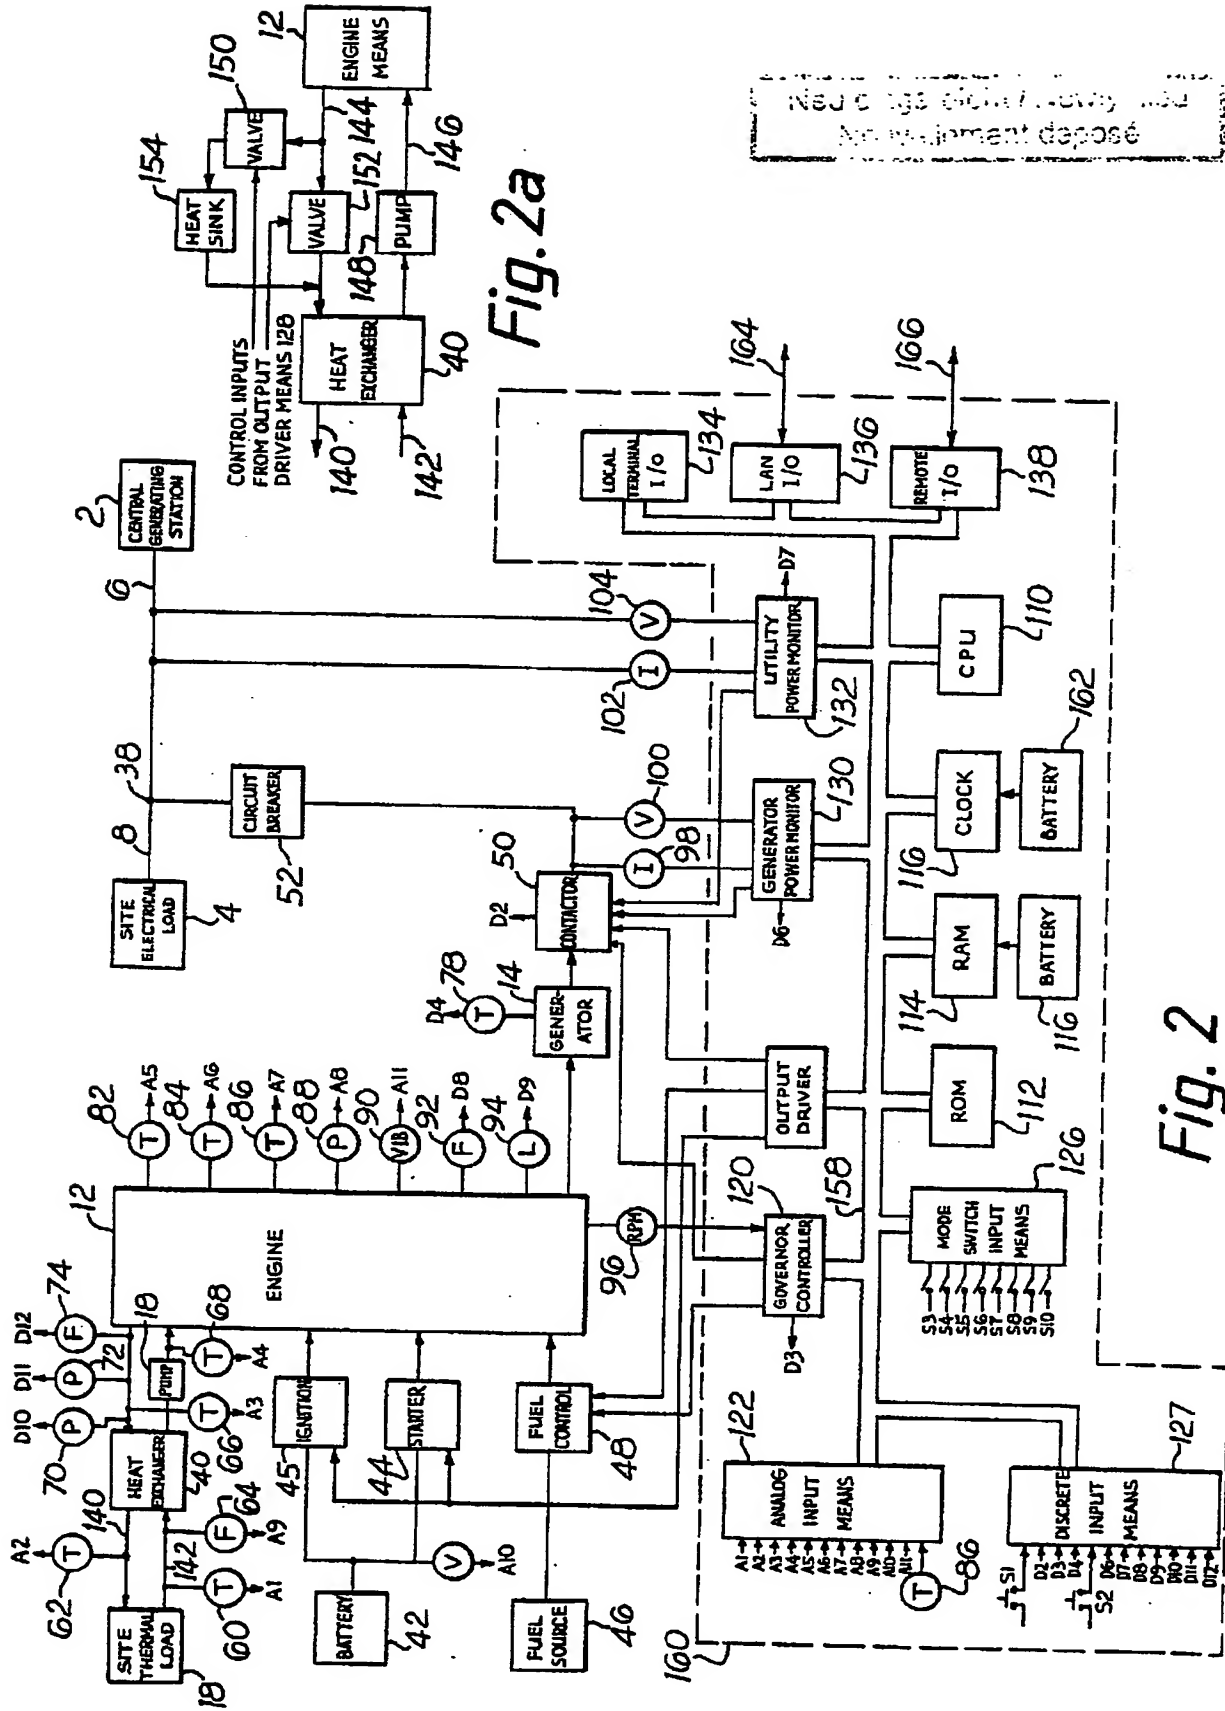 12
ENGINE
MEANS
150
VALVE
154
HEAT
SINK
144
146
152
VALVE
148
PUMP
CONTROL INPUTS
FROM OUTPUT
DRIVER MEANS 128
HEAT
EXCHANGER
40
140
142
Fig. 2a
deposé
2
CENTRAL
GENERATING
STATION
6
38
8
SITE
ELECTRICAL
LOAD
4
CIRCUIT
BREAKER
52
104
V
102
I
100
V
98
I
D2
50
CONTACTOR
D4
78
T
14
GENER-
ATOR
82
T
A5
84
T
A6
86
T
A7
88
P
A8
90
VIB
A11
92
F
D8
94
L
D9
12
ENGINE
96
RPM
D12
74
F
D11
72
P
18
PUMP
68
T
A4
D10
70
P
66
T
A3
HEAT
EXCHANGER
40
140
142
64
F
A9
A2
62
T
60
T
A1
SITE
THERMAL
LOAD
18
45
IGNITION
44
STARTER
FUEL
CONTROL
48
V
A10
BATTERY
42
FUEL
SOURCE
46
160
164
166
LOCAL
TERMINAL
I/O
134
LAN
I/O
136
REMOTE
I/O
138
UTILITY
POWER MONITOR
D7
132
GENERATOR
POWER MONITOR
D6
130
OUTPUT
DRIVER
120
GOVERNOR
CONTROLLER
D3
158
CPU
110
CLOCK
116
BATTERY
162
RAM
114
BATTERY
116
ROM
112
126
MODE
SWITCH
INPUT
MEANS
S3
S4
S5
S6
S7
S8
S9
S10
122
ANALOG
INPUT
MEANS
A1
A2
A3
A4
A5
A6
A7
A8
A9
A10
A11
T
86
127
DISCRETE
INPUT
MEANS
S1
D2
D3
D4
S2
D6
D7
D8
D9
D10
D11
D12
Fig. 2